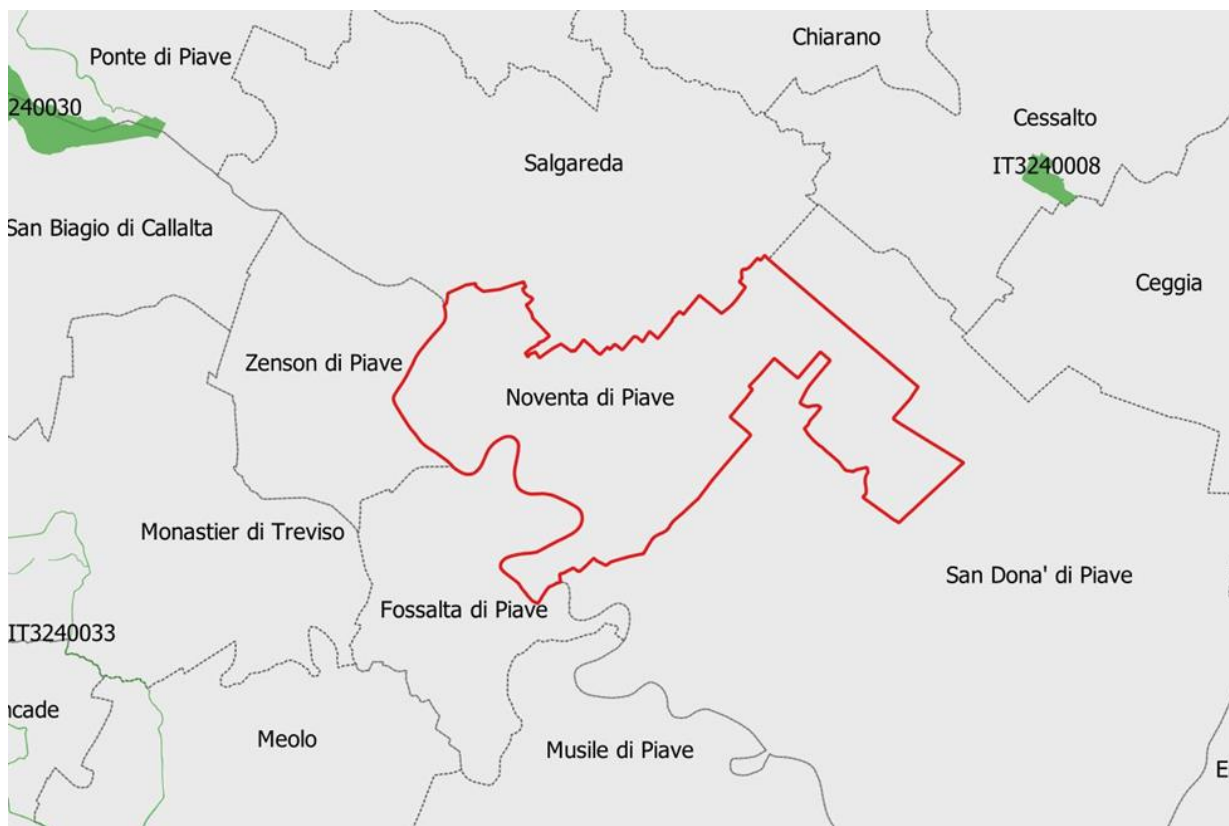 Ponte di Piave
Chiarano
240030
Cessalto
Salgareda
IT3240008
San Biagio di Callalta
Ceggia
Zenson di Piave
Noventa di Piave
Monastier di Treviso
San Dona' di Piave
Fossalta di Piave
IT3240033
ncade
Meolo
Musile di Piave
E